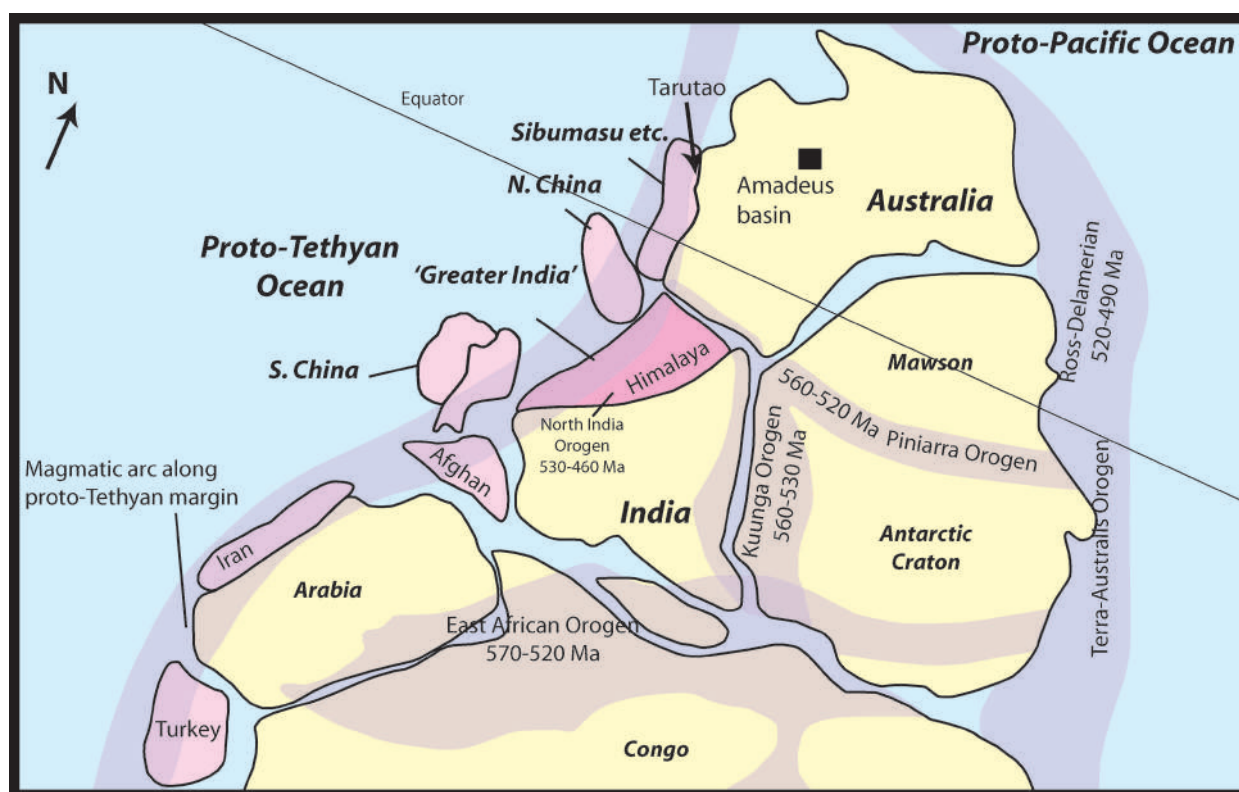 Proto-Pacific Ocean
N
Equator
Tarutao
Sibumasu etc.
N. China
Amadeus
basin
Australia
Proto-Tethyan
Ocean
'Greater India'
Ross-Delamerian
520-490 Ma
S. China
Himalaya
Mawson
North India
Orogen
530-460 Ma
560-520 Ma Piniarra Orogen
Kuunga Orogen
560-530 Ma
Magmatic arc along
proto-Tethyan margin
Afghan
India
Terra-Australis Orogen
Antarctic
Craton
Iran
Arabia
East African Orogen
570-520 Ma
Turkey
Congo